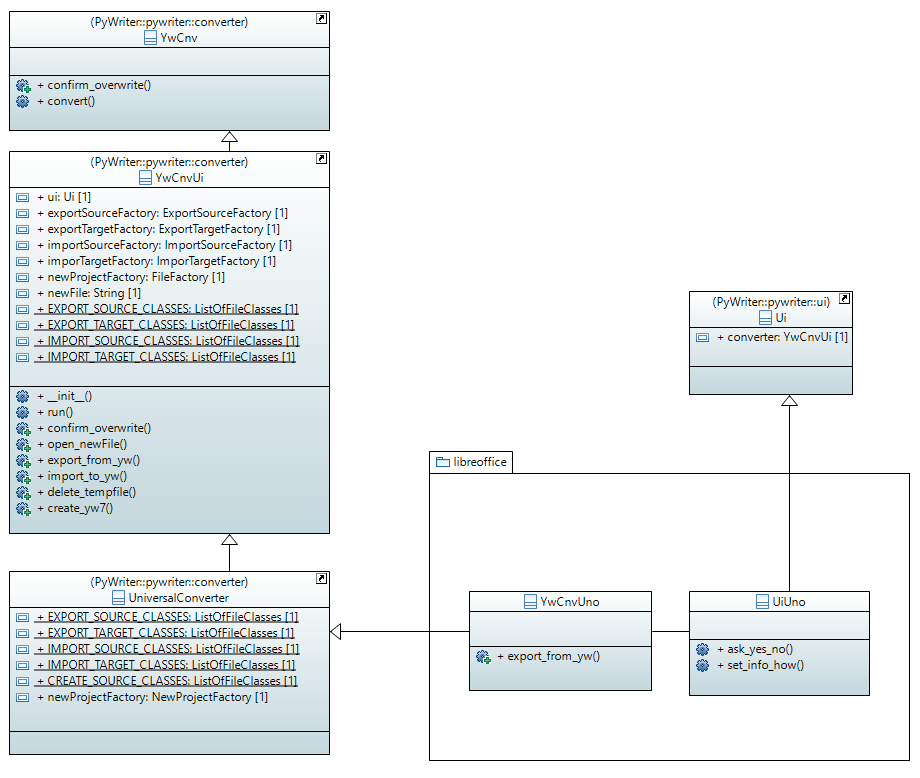 (PyWriter::pywriter::converter)
YwCnv
+ confirm_overwrite()
+ convert()
(PyWriter::pywriter::converter)
YwCnvUi
+ ui: Ui [1]
+ exportSourceFactory: ExportSourceFactory [1]
+ exportTargetFactory: ExportTargetFactory [1]
+ importSourceFactory: ImportSourceFactory [1]
+ imporTargetFactory: ImporTargetFactory [1]
+ newProjectFactory: FileFactory [1]
+ newFile: String [1]
+ EXPORT_SOURCE_CLASSES: ListOfFileClasses [1]
+ EXPORT_TARGET_CLASSES: ListOfFileClasses [1]
+ IMPORT_SOURCE_CLASSES: ListOfFileClasses [1]
+ IMPORT_TARGET_CLASSES: ListOfFileClasses [1]
+ __init__()
+ run()
+ confirm_overwrite()
+ open_newFile()
+ export_from_yw()
+ import_to_yw()
+ delete_tempfile()
+ create_yw7()
(PyWriter::pywriter::converter)
UniversalConverter
+ EXPORT_SOURCE_CLASSES: ListOfFileClasses [1]
+ EXPORT_TARGET_CLASSES: ListOfFileClasses [1]
+ IMPORT_SOURCE_CLASSES: ListOfFileClasses [1]
+ IMPORT_TARGET_CLASSES: ListOfFileClasses [1]
+ CREATE_SOURCE_CLASSES: ListOfFileClasses [1]
+ newProjectFactory: NewProjectFactory [1]
(PyWriter::pywriter::ui)
Ui
+ converter: YwCnvUi [1]
libreoffice
YwCnvUno
+ export_from_yw()
UiUno
+ ask_yes_no()
+ set_info_how()